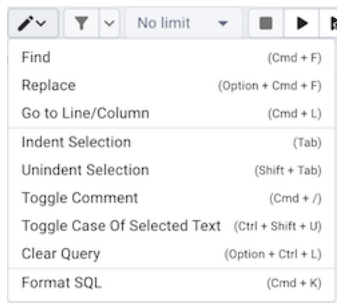 No limit
Find (Cmd + F)
Replace (Option + Cmd + F)
Go to Line/Column (Cmd + L)
Indent Selection (Tab)
Unindent Selection (Shift + Tab)
Toggle Comment (Cmd + /)
Toggle Case Of Selected Text (Ctrl + Shift + U)
Clear Query (Option + Ctrl + L)
Format SQL (Cmd + K)